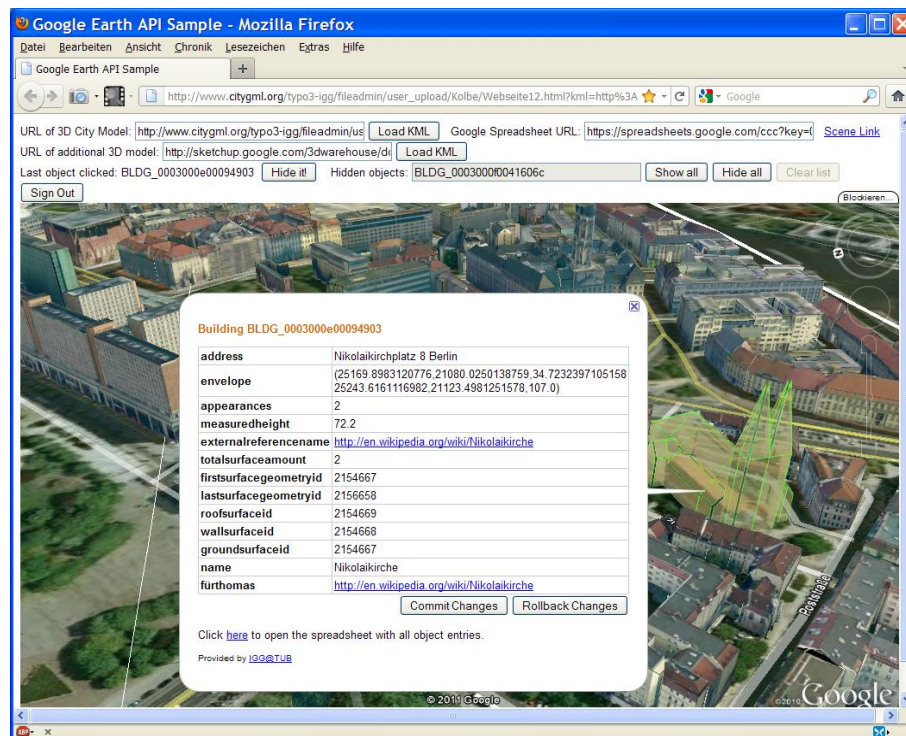 Google Earth API Sample - Mozilla Firefox
Datei Bearbeiten Ansicht Chronik Lesezeichen Extras Hilfe
Google Earth API Sample +
http://www.citygml.org/typo3-igg/fileadmin/user_upload/Kolbe/Webseite12.html?kml=http%3A Google
URL of 3D City Model: http://www.citygml.org/typo3-igg/fileadmin/us Load KML Google Spreadsheet URL: https://spreadsheets.google.com/ccc?key=( Scene Link
URL of additional 3D model: http://sketchup.google.com/3dwarehouse/do Load KML
Last object clicked: BLDG_0003000e00094903 Hide it! Hidden objects: BLDG_0003000f0041606c Show all Hide all Clear list
Sign Out Blockieren...
Building BLDG_0003000e00094903
address Nikolaikirchplatz 8 Berlin
envelope (25169.8983120776,21080.0250138759,34.7232397105158
25243.6161116982,21123.4981251578,107.0)
appearances 2
measuredheight 72.2
externalreferencename http://en.wikipedia.org/wiki/Nikolaikirche
totalsurfaceamount 2
firstsurfacegeometryid 2154667
lastsurfacegeometryid 2156658
roofsurfaceid 2154669
wallsurfaceid 2154668
groundsurfaceid 2154667
name Nikolaikirche
fürthomas http://en.wikipedia.org/wiki/Nikolaikirche
Commit Changes Rollback Changes
Click here to open the spreadsheet with all object entries.
Provided by IGG@TUB
Poststraße
© 2011 Google
©2010 Google
ABP